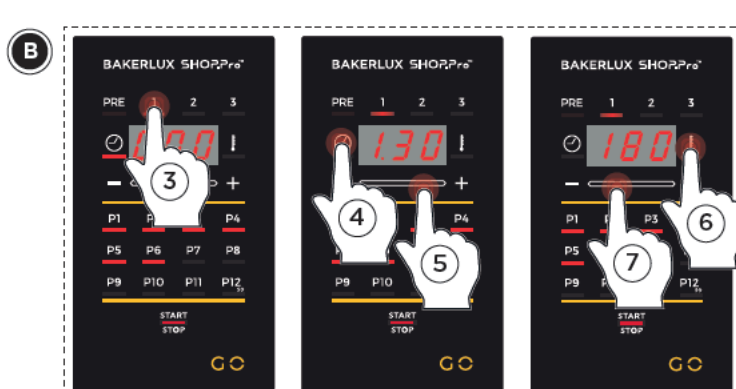 B
BAKERLUX SHOP.Pro™
PRE 1 2 3
3
P1 P4
P5 P6 P7 P8
P9 P10 P11 P12
START
STOP
GO
BAKERLUX SHOP.Pro™
PRE 1 2 3
1.30
4
P4
5
P9 P10
START
STOP
GO
BAKERLUX SHOP.Pro™
PRE 1 2 3
180
6
P1 P3
7
P5
P9 P12
START
STOP
GO